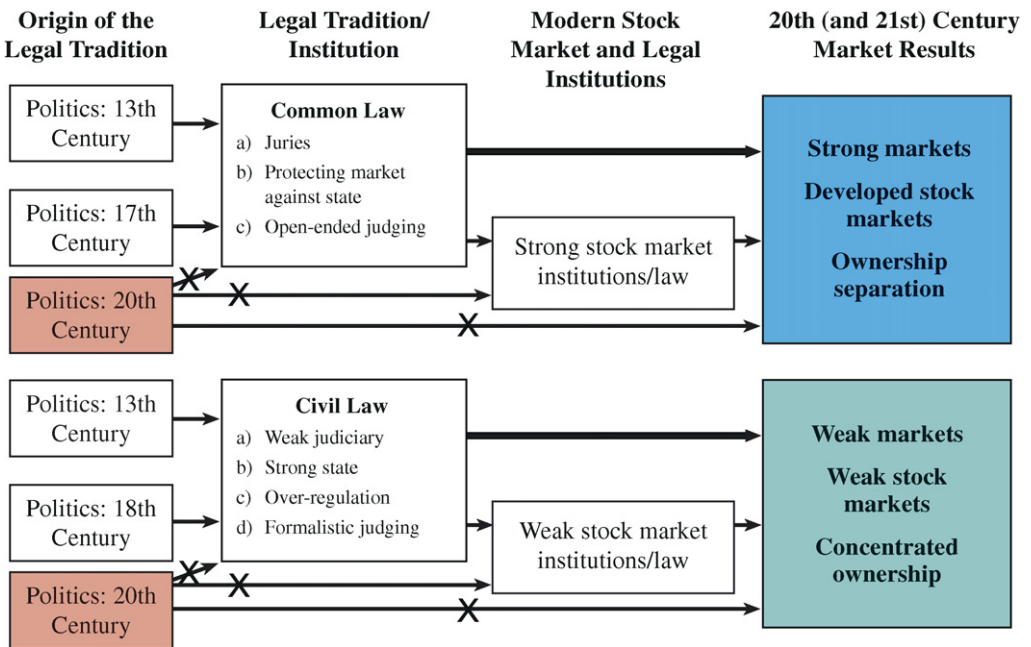 Origin of the
Legal Tradition
Legal Tradition/
Institution
Modern Stock
Market and Legal
Institutions
20th (and 21st) Century
Market Results
Politics: 13th
Century
Politics: 17th
Century
Politics: 20th
Century
Common Law
a) Juries
b) Protecting market
against state
c) Open-ended judging
Strong stock market
institutions/law
Strong markets
Developed stock
markets
Ownership
separation
Politics: 13th
Century
Politics: 18th
Century
Politics: 20th
Century
Civil Law
a) Weak judiciary
b) Strong state
c) Over-regulation
d) Formalistic judging
Weak stock market
institutions/law
Weak markets
Weak stock
markets
Concentrated
ownership